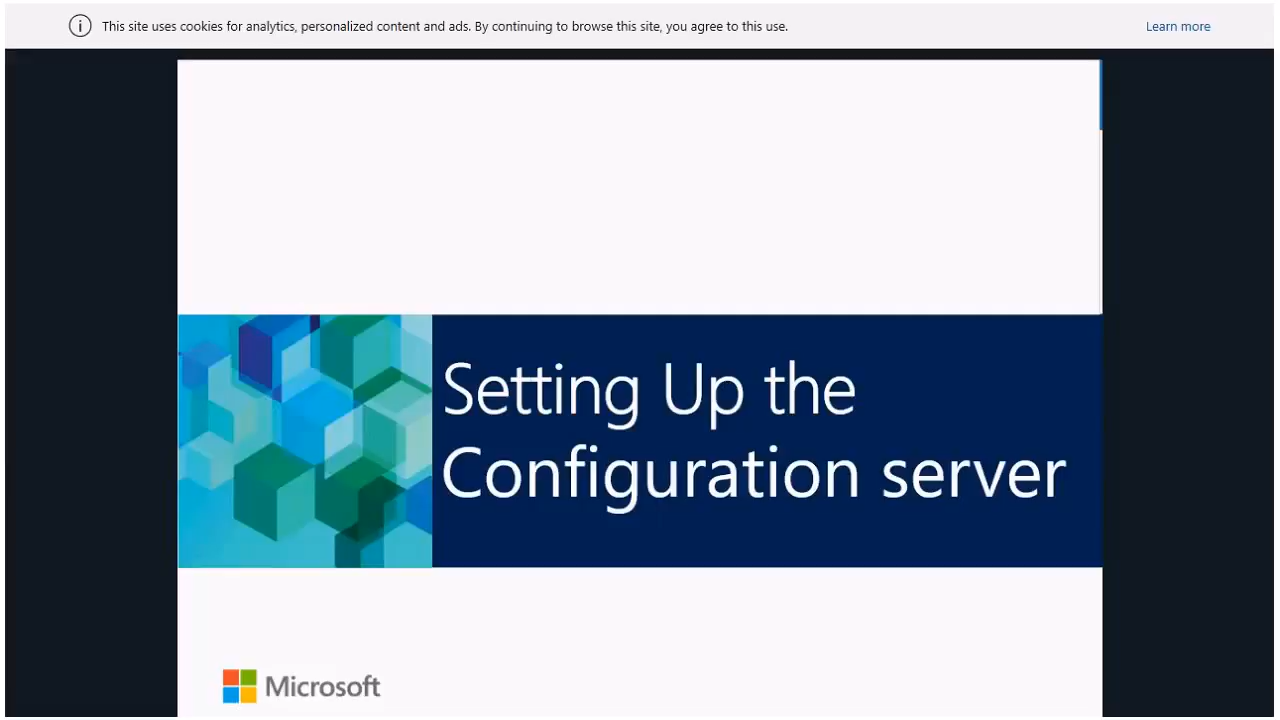 This site uses cookies for analytics, personalized content and ads. By continuing to browse this site, you agree to this use.
Learn more
Setting Up the
Configuration server
Microsoft